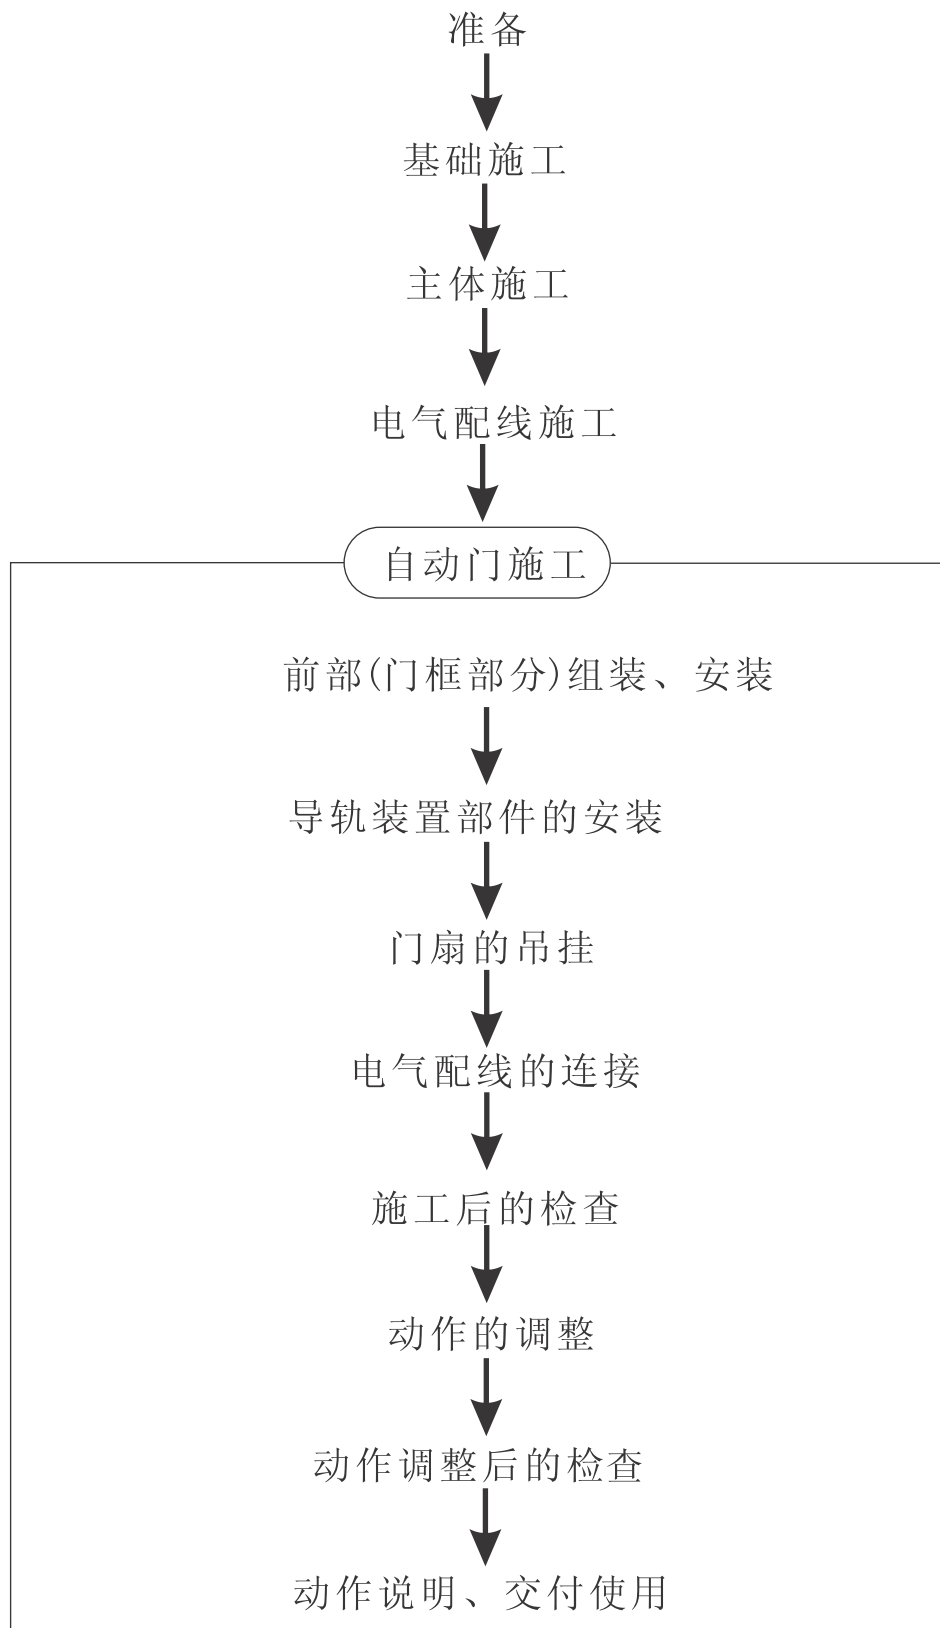 准备
基础施工
主体施工
电气配线施工
自动门施工
前部(门框部分)组装、安装
导轨装置部件的安装
门扇的吊挂
电气配线的连接
施工后的检查
动作的调整
动作调整后的检查
动作说明、交付使用